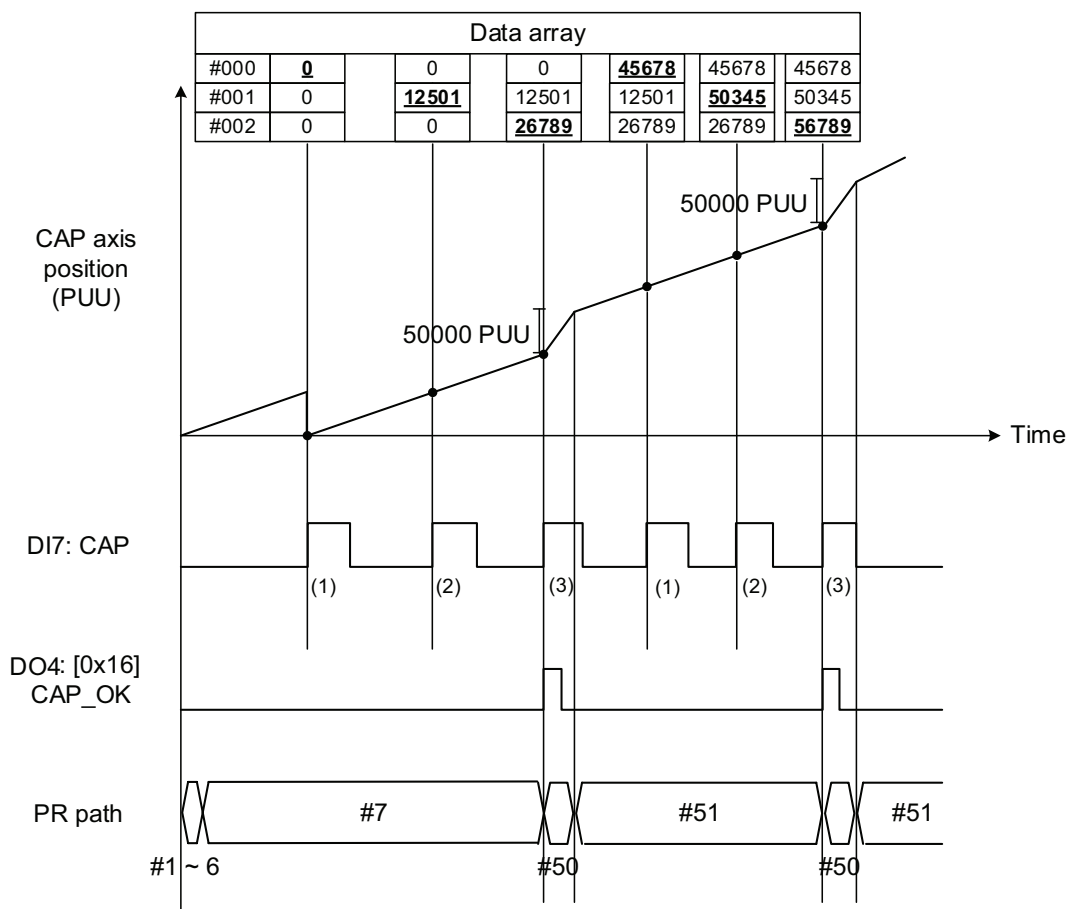 Data array
#000 0 0 0 45678 45678 45678
#001 0 12501 12501 12501 50345 50345
#002 0 0 26789 26789 26789 56789
50000 PUU
CAP axis
position
(PUU)
50000 PUU
Time
DI7: CAP
(1) (2) (3) (1) (2) (3)
DO4: [0x16]
CAP_OK
PR path
#7 #51 #51
#1 ~ 6 #50 #50